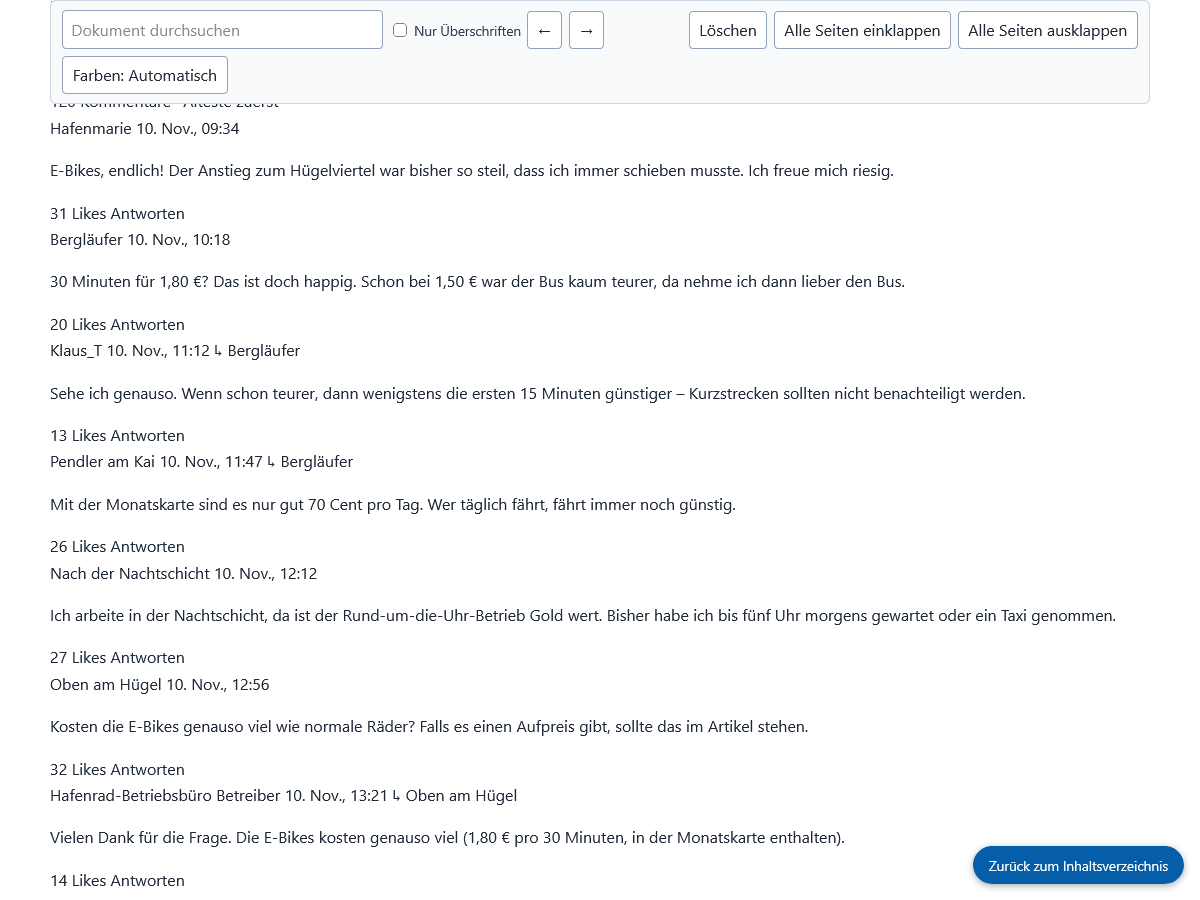 Dokument durchsuchen
Nur Überschriften
←
→
Löschen
Alle Seiten einklappen
Alle Seiten ausklappen
Farben: Automatisch
Kommentare
Älteste zuerst
Hafenmarie 10. Nov., 09:34
E-Bikes, endlich! Der Anstieg zum Hügelviertel war bisher so steil, dass ich immer schieben musste. Ich freue mich riesig.
31 Likes Antworten
Bergläufer 10. Nov., 10:18
30 Minuten für 1,80 €? Das ist doch happig. Schon bei 1,50 € war der Bus kaum teurer, da nehme ich dann lieber den Bus.
20 Likes Antworten
Klaus_T 10. Nov., 11:12 ↳ Bergläufer
Sehe ich genauso. Wenn schon teurer, dann wenigstens die ersten 15 Minuten günstiger – Kurzstrecken sollten nicht benachteiligt werden.
13 Likes Antworten
Pendler am Kai 10. Nov., 11:47 ↳ Bergläufer
Mit der Monatskarte sind es nur gut 70 Cent pro Tag. Wer täglich fährt, fährt immer noch günstig.
26 Likes Antworten
Nach der Nachtschicht 10. Nov., 12:12
Ich arbeite in der Nachtschicht, da ist der Rund-um-die-Uhr-Betrieb Gold wert. Bisher habe ich bis fünf Uhr morgens gewartet oder ein Taxi genommen.
27 Likes Antworten
Oben am Hügel 10. Nov., 12:56
Kosten die E-Bikes genauso viel wie normale Räder? Falls es einen Aufpreis gibt, sollte das im Artikel stehen.
32 Likes Antworten
Hafenrad-Betriebsbüro Betreiber 10. Nov., 13:21 ↳ Oben am Hügel
Vielen Dank für die Frage. Die E-Bikes kosten genauso viel (1,80 € pro 30 Minuten, in der Monatskarte enthalten).
Zurück zum Inhaltsverzeichnis
14 Likes Antworten